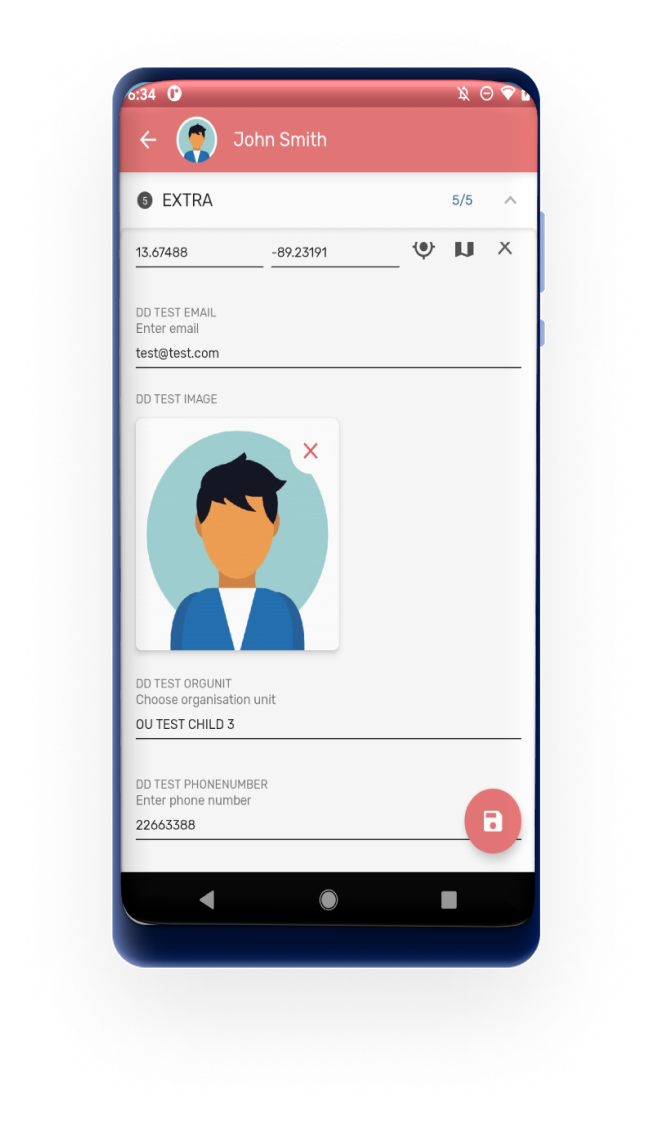 6:34
John Smith
5 EXTRA 5/5
13.67488 -89.23191
DD TEST EMAIL
Enter email
test@test.com
DD TEST IMAGE
DD TEST ORGUNIT
Choose organisation unit
OU TEST CHILD 3
DD TEST PHONENUMBER
Enter phone number
22663388